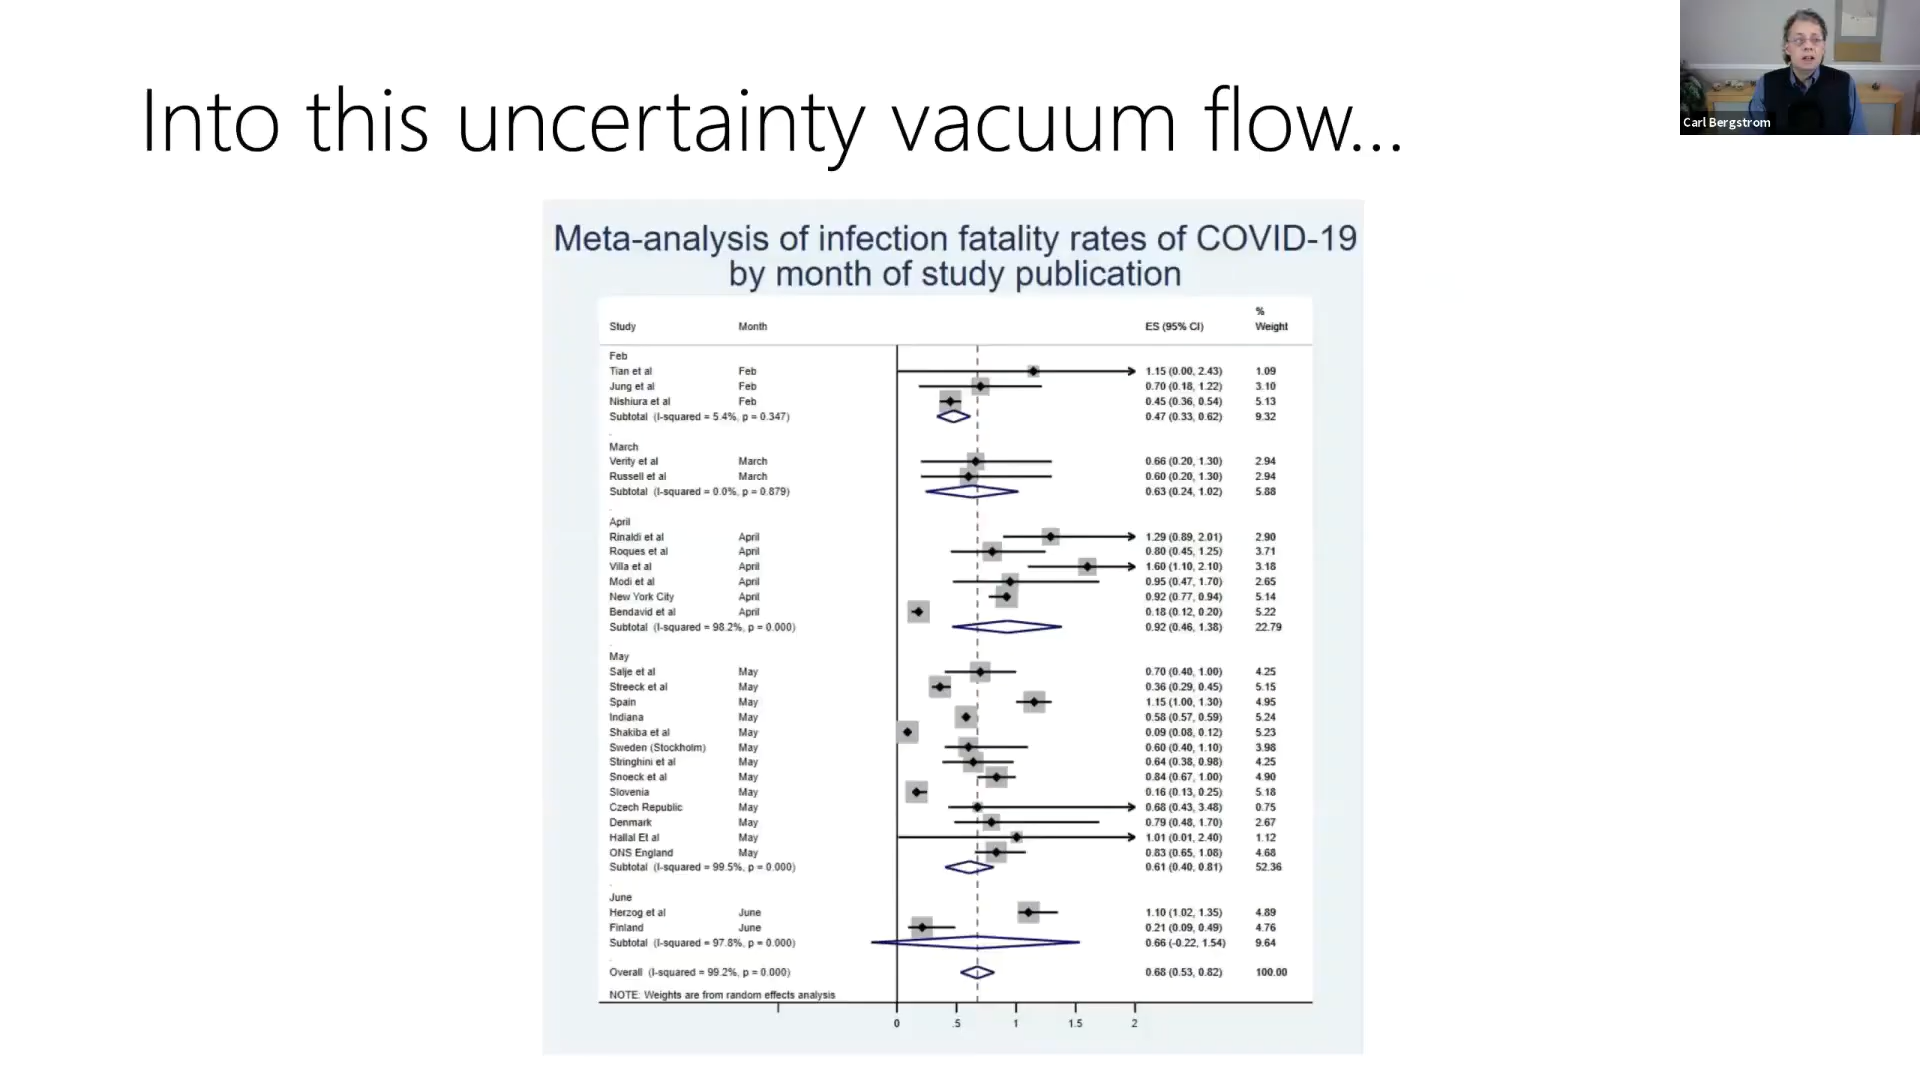 Into this uncertainty vacuum flow...
Carl Bergstrom
Meta-analysis of infection fatality rates of COVID-19
by month of study publication
Study Month ES (95% CI) % Weight
Feb
Tian et al Feb 1.15 (0.00, 2.43) 1.09
Jung et al Feb 0.70 (0.18, 1.22) 3.10
Nishiura et al Feb 0.45 (0.36, 0.54) 5.13
Subtotal (I-squared = 5.4%, p = 0.347) 0.47 (0.33, 0.62) 9.32
.
March
Verity et al March 0.66 (0.20, 1.30) 2.94
Russell et al March 0.60 (0.20, 1.30) 2.94
Subtotal (I-squared = 0.0%, p = 0.879) 0.63 (0.24, 1.02) 5.88
.
April
Rinaldi et al April 1.29 (0.89, 2.01) 2.90
Roques et al April 0.80 (0.45, 1.25) 3.71
Villa et al April 1.60 (1.10, 2.10) 3.18
Modi et al April 0.95 (0.47, 1.70) 2.65
New York City April 0.92 (0.77, 0.94) 5.14
Bendavid et al April 0.18 (0.12, 0.20) 5.22
Subtotal (I-squared = 98.2%, p = 0.000) 0.92 (0.46, 1.38) 22.79
.
May
Salje et al May 0.70 (0.40, 1.00) 4.25
Streeck et al May 0.36 (0.29, 0.45) 5.15
Spain May 1.15 (1.00, 1.30) 4.95
Indiana May 0.58 (0.57, 0.59) 5.24
Shakiba et al May 0.09 (0.08, 0.12) 5.23
Sweden (Stockholm) May 0.60 (0.40, 1.10) 3.98
Stringhini et al May 0.64 (0.38, 0.98) 4.25
Snoeck et al May 0.84 (0.67, 1.00) 4.90
Slovenia May 0.16 (0.13, 0.25) 5.18
Czech Republic May 0.68 (0.43, 3.48) 0.75
Denmark May 0.79 (0.48, 1.70) 2.67
Hallal Et al May 1.01 (0.01, 2.40) 1.12
ONS England May 0.83 (0.65, 1.08) 4.68
Subtotal (I-squared = 99.5%, p = 0.000) 0.61 (0.40, 0.81) 52.36
.
June
Herzog et al June 1.10 (1.02, 1.35) 4.89
Finland June 0.21 (0.09, 0.49) 4.76
Subtotal (I-squared = 97.8%, p = 0.000) 0.66 (-0.22, 1.54) 9.64
.
Overall (I-squared = 99.2%, p = 0.000) 0.68 (0.53, 0.82) 100.00
NOTE: Weights are from random effects analysis
0 .5 1 1.5 2